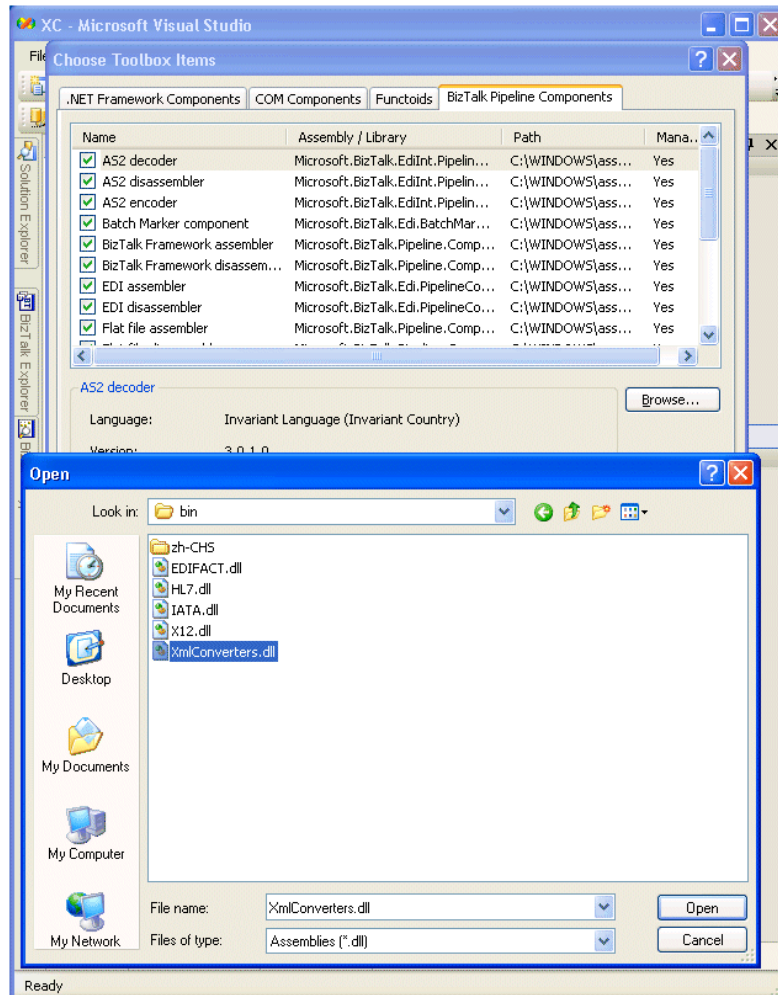 XC - Microsoft Visual Studio
File
Choose Toolbox Items
.NET Framework Components COM Components Functoids BizTalk Pipeline Components
Name Assembly / Library Path Mana..
AS2 decoder Microsoft.BizTalk.EdiInt.Pipelin... C:\WINDOWS\ass... Yes
AS2 disassembler Microsoft.BizTalk.EdiInt.Pipelin... C:\WINDOWS\ass... Yes
AS2 encoder Microsoft.BizTalk.EdiInt.Pipelin... C:\WINDOWS\ass... Yes
Batch Marker component Microsoft.BizTalk.Edi.BatchMar... C:\WINDOWS\ass... Yes
BizTalk Framework assembler Microsoft.BizTalk.Pipeline.Comp... C:\WINDOWS\ass... Yes
BizTalk Framework disassem... Microsoft.BizTalk.Pipeline.Comp... C:\WINDOWS\ass... Yes
EDI assembler Microsoft.BizTalk.Edi.PipelineCo... C:\WINDOWS\ass... Yes
EDI disassembler Microsoft.BizTalk.Edi.PipelineCo... C:\WINDOWS\ass... Yes
Flat file assembler Microsoft.BizTalk.Pipeline.Comp... C:\WINDOWS\ass... Yes
Solution Explorer
BizTalk Explorer
AS2 decoder
Browse...
Language: Invariant Language (Invariant Country)
Version: 3.0.1.0
Open
Look in: bin
My Recent Documents
Desktop
My Documents
My Computer
My Network
zh-CHS
EDIFACT.dll
HL7.dll
IATA.dll
X12.dll
XmlConverters.dll
File name: XmlConverters.dll Open
Files of type: Assemblies (*.dll) Cancel
Ready